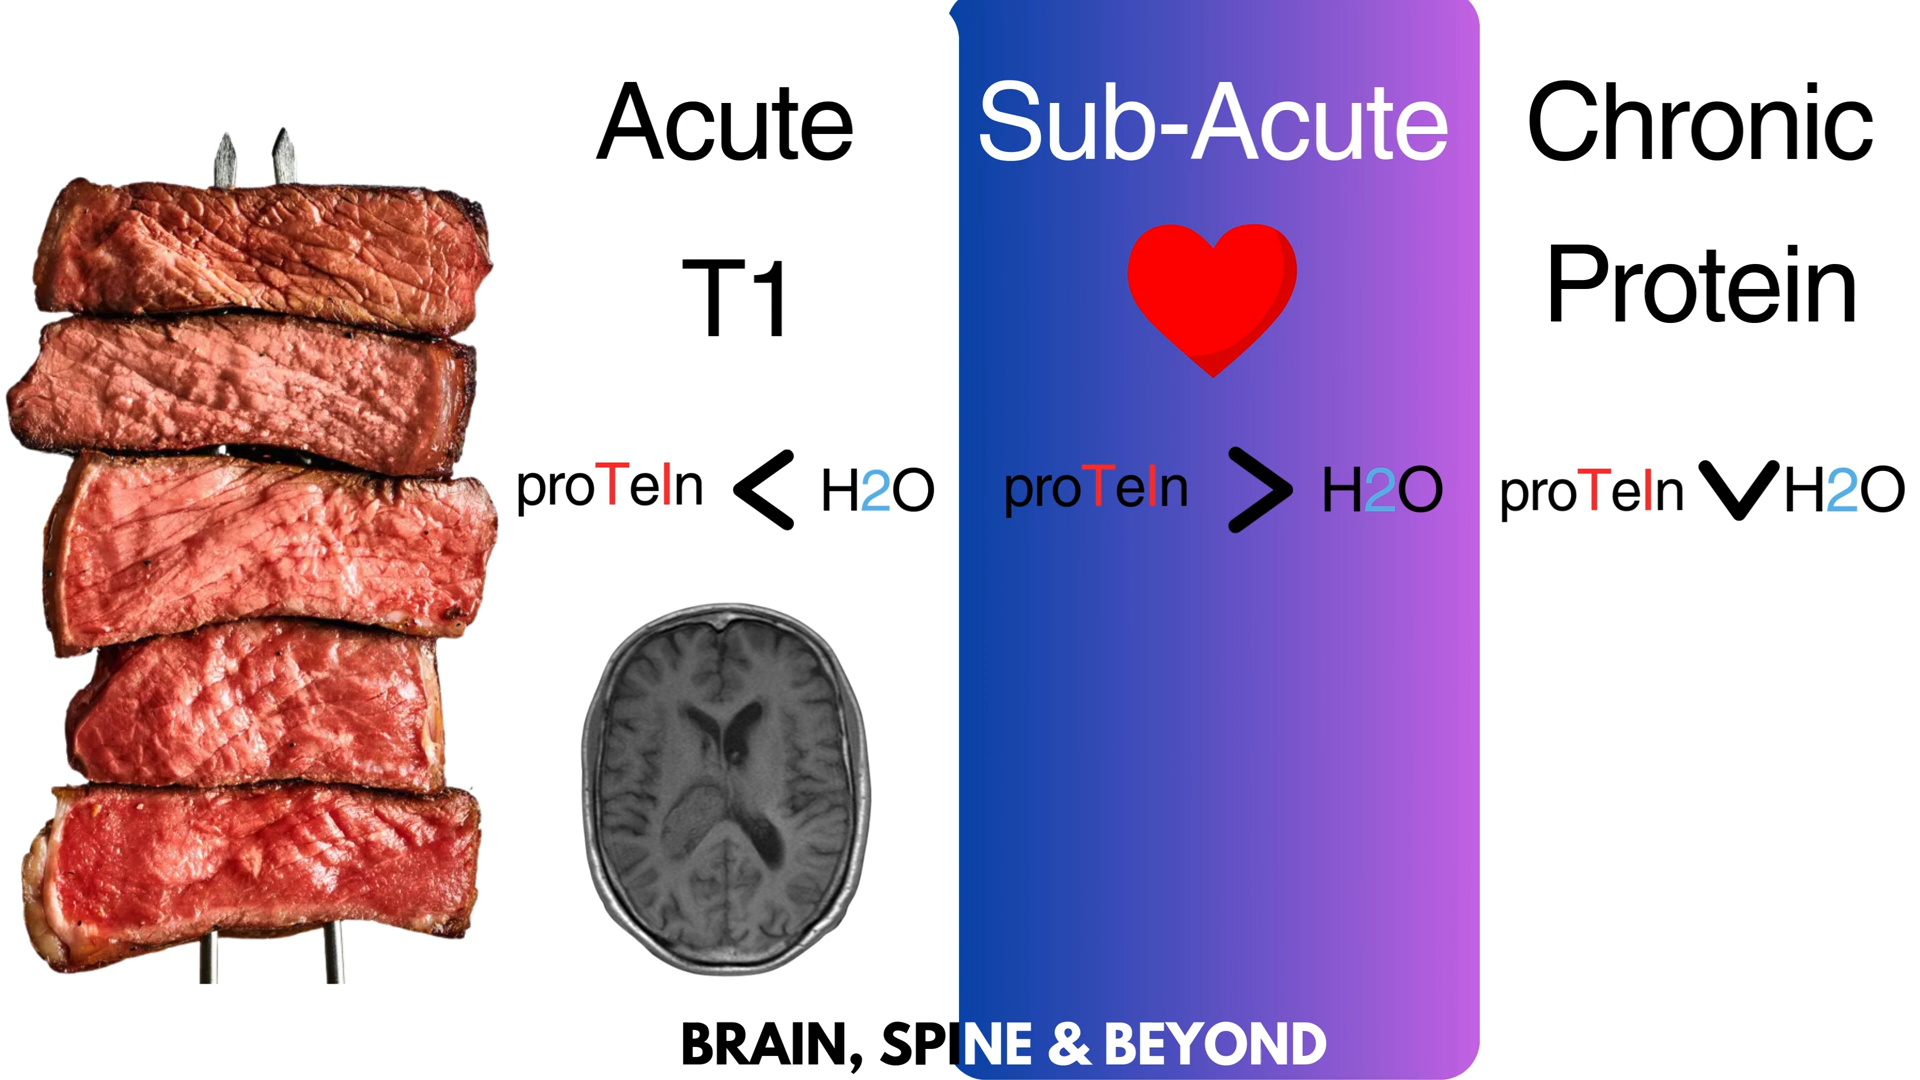 Acute
Sub-Acute
Chronic
T1
Protein
proTeIn < H2O
proTeIn > H2O
proTeIn V H2O
BRAIN, SPINE & BEYOND